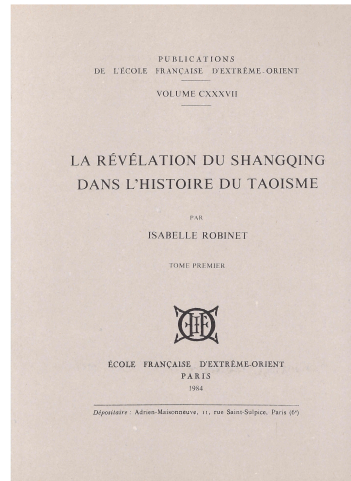 PUBLICATIONS
DE L'ÉCOLE FRANÇAISE D'EXTRÊME-ORIENT
VOLUME CXXXVII
LA RÉVÉLATION DU SHANGQING
DANS L'HISTOIRE DU TAOISME
PAR
ISABELLE ROBINET
TOME PREMIER
ÉCOLE FRANÇAISE D'EXTRÊME-ORIENT
PARIS
1984
Dépositaire : Adrien-Maisonneuve, 11, rue Saint-Sulpice, Paris (6e)